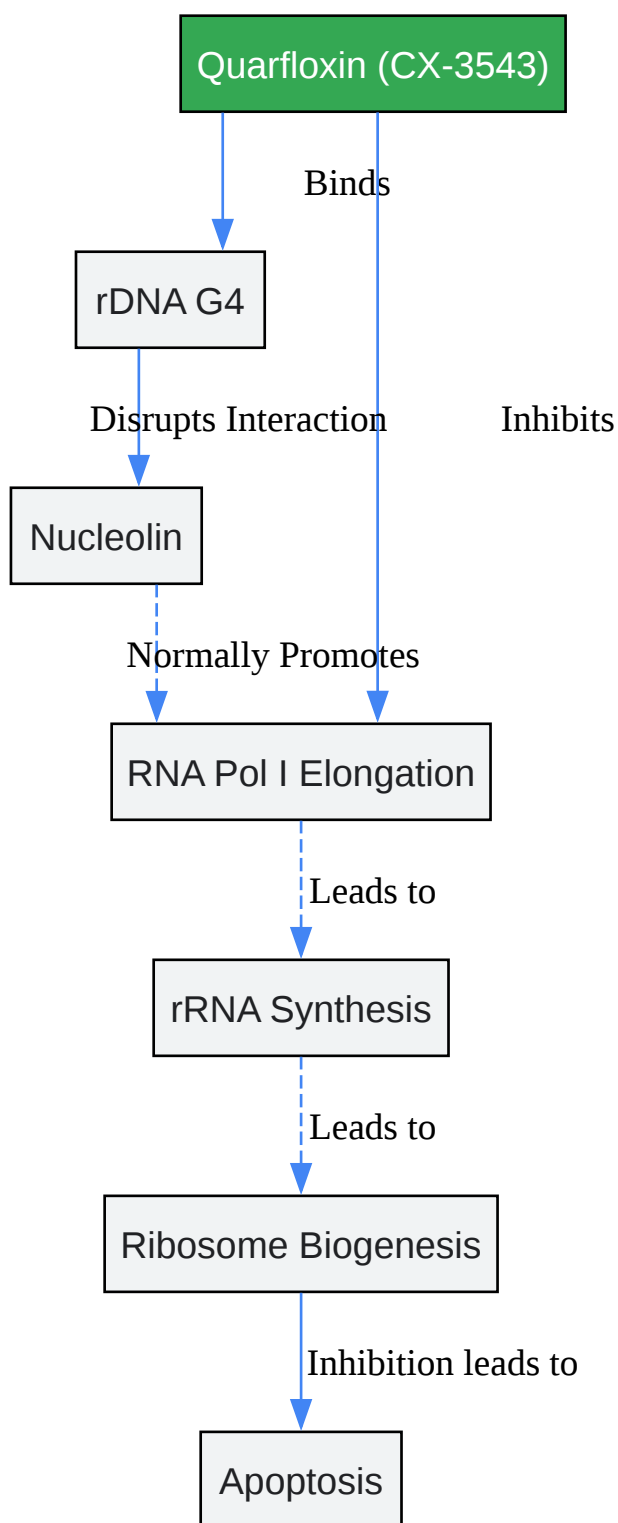 Quarfloxin (CX-3543)
Binds
rDNA G4
Disrupts Interaction
Inhibits
Nucleolin
Normally Promotes
RNA Pol I Elongation
Leads to
rRNA Synthesis
Leads to
Ribosome Biogenesis
Inhibition leads to
Apoptosis